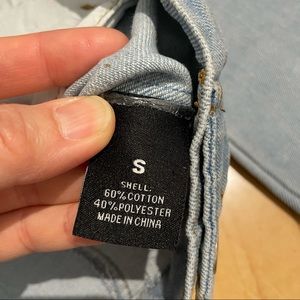 S
SHELL:
60%COTTON
40%POLYESTER
MADE IN CHINA